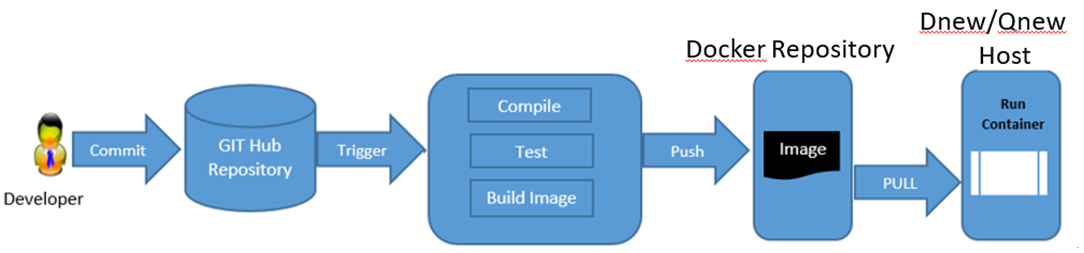 Developer
Commit
GIT Hub
Repository
Trigger
Compile
Test
Build Image
Push
Docker Repository
Image
PULL
Dnew/Qnew
Host
Run
Container